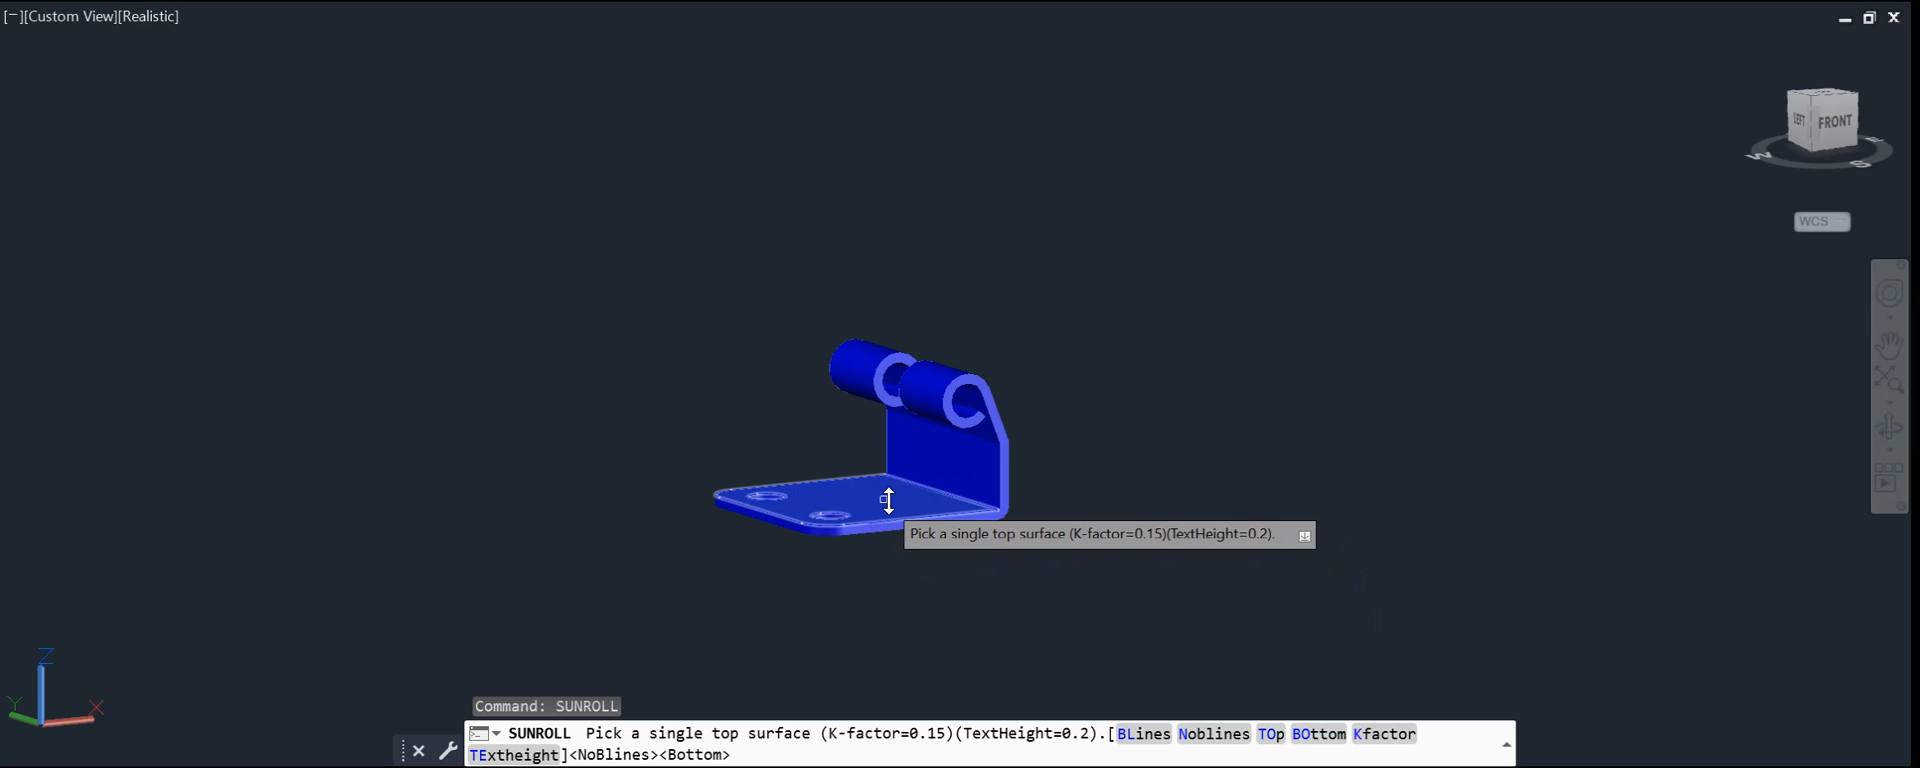 [−][Custom View][Realistic]
LEFT
FRONT
W
S
E
WCS
Pick a single top surface (K-factor=0.15)(TextHeight=0.2).
Z
Y
X
Command: SUNROLL
SUNROLL Pick a single top surface (K-factor=0.15)(TextHeight=0.2).[BLines Noblines TOp BOttom Kfactor
TExtheight]<NoBlines><Bottom>